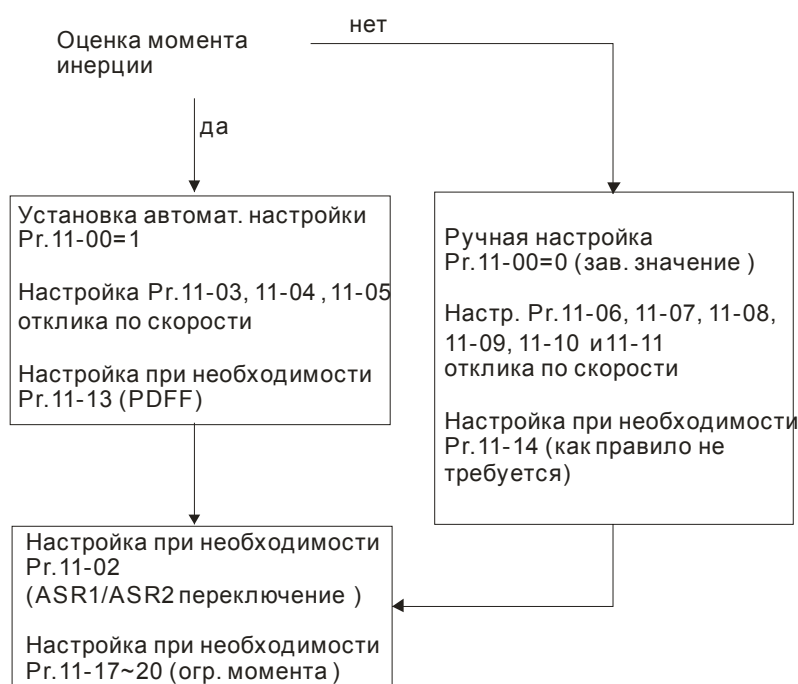 нет
Оценка момента
инерции
да
Установка автомат. настройки
Pr.11-00=1
Настройка Pr.11-03, 11-04 , 11-05
отклика по скорости
Настройка при необходимости
Pr.11-13 (PDFF)
Ручная настройка
Pr.11-00=0 (зав. значение )
Настр. Pr.11-06, 11-07, 11-08,
11-09, 11-10 и11-11
отклика по скорости
Настройка при необходимости
Pr.11-14 (как правило не
требуется)
Настройка при необходимости
Pr.11-02
(ASR1/ASR2 переключение )
Настройка при необходимости
Pr.11-17~20 (огр. момента )